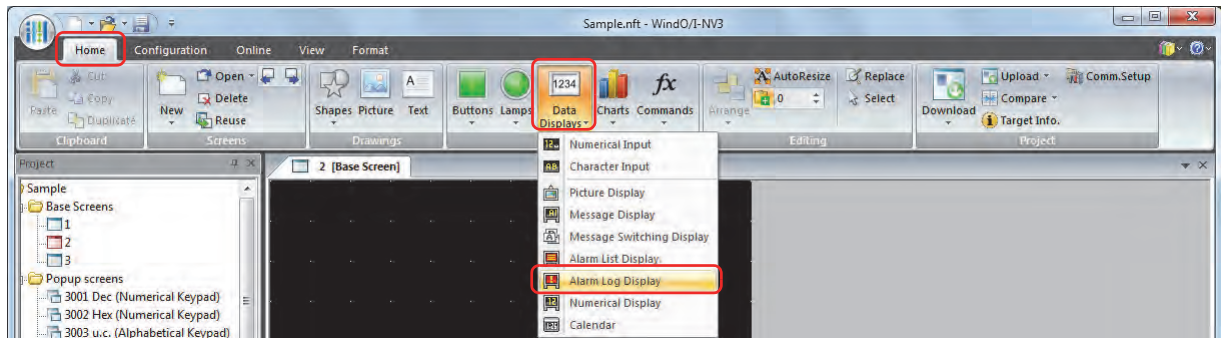 Sample.nft - WindO/I-NV3
Home Configuration Online View Format
Paste Cut Copy Duplicate Clipboard
New Open Delete Reuse Screens
Shapes Picture Text Drawings
Buttons Lamps 1234 Data Displays Charts fx Commands
Arrange AutoResize 0 Replace Select Editing
Download Upload Compare Target Info. Comm.Setup Project
Project
2 [Base Screen]
Sample
Base Screens
1
2
3
Popup screens
3001 Dec (Numerical Keypad)
3002 Hex (Numerical Keypad)
3003 u.c. (Alphabetical Keypad)
Numerical Input
Character Input
Picture Display
Message Display
Message Switching Display
Alarm List Display
Alarm Log Display
Numerical Display
Calendar